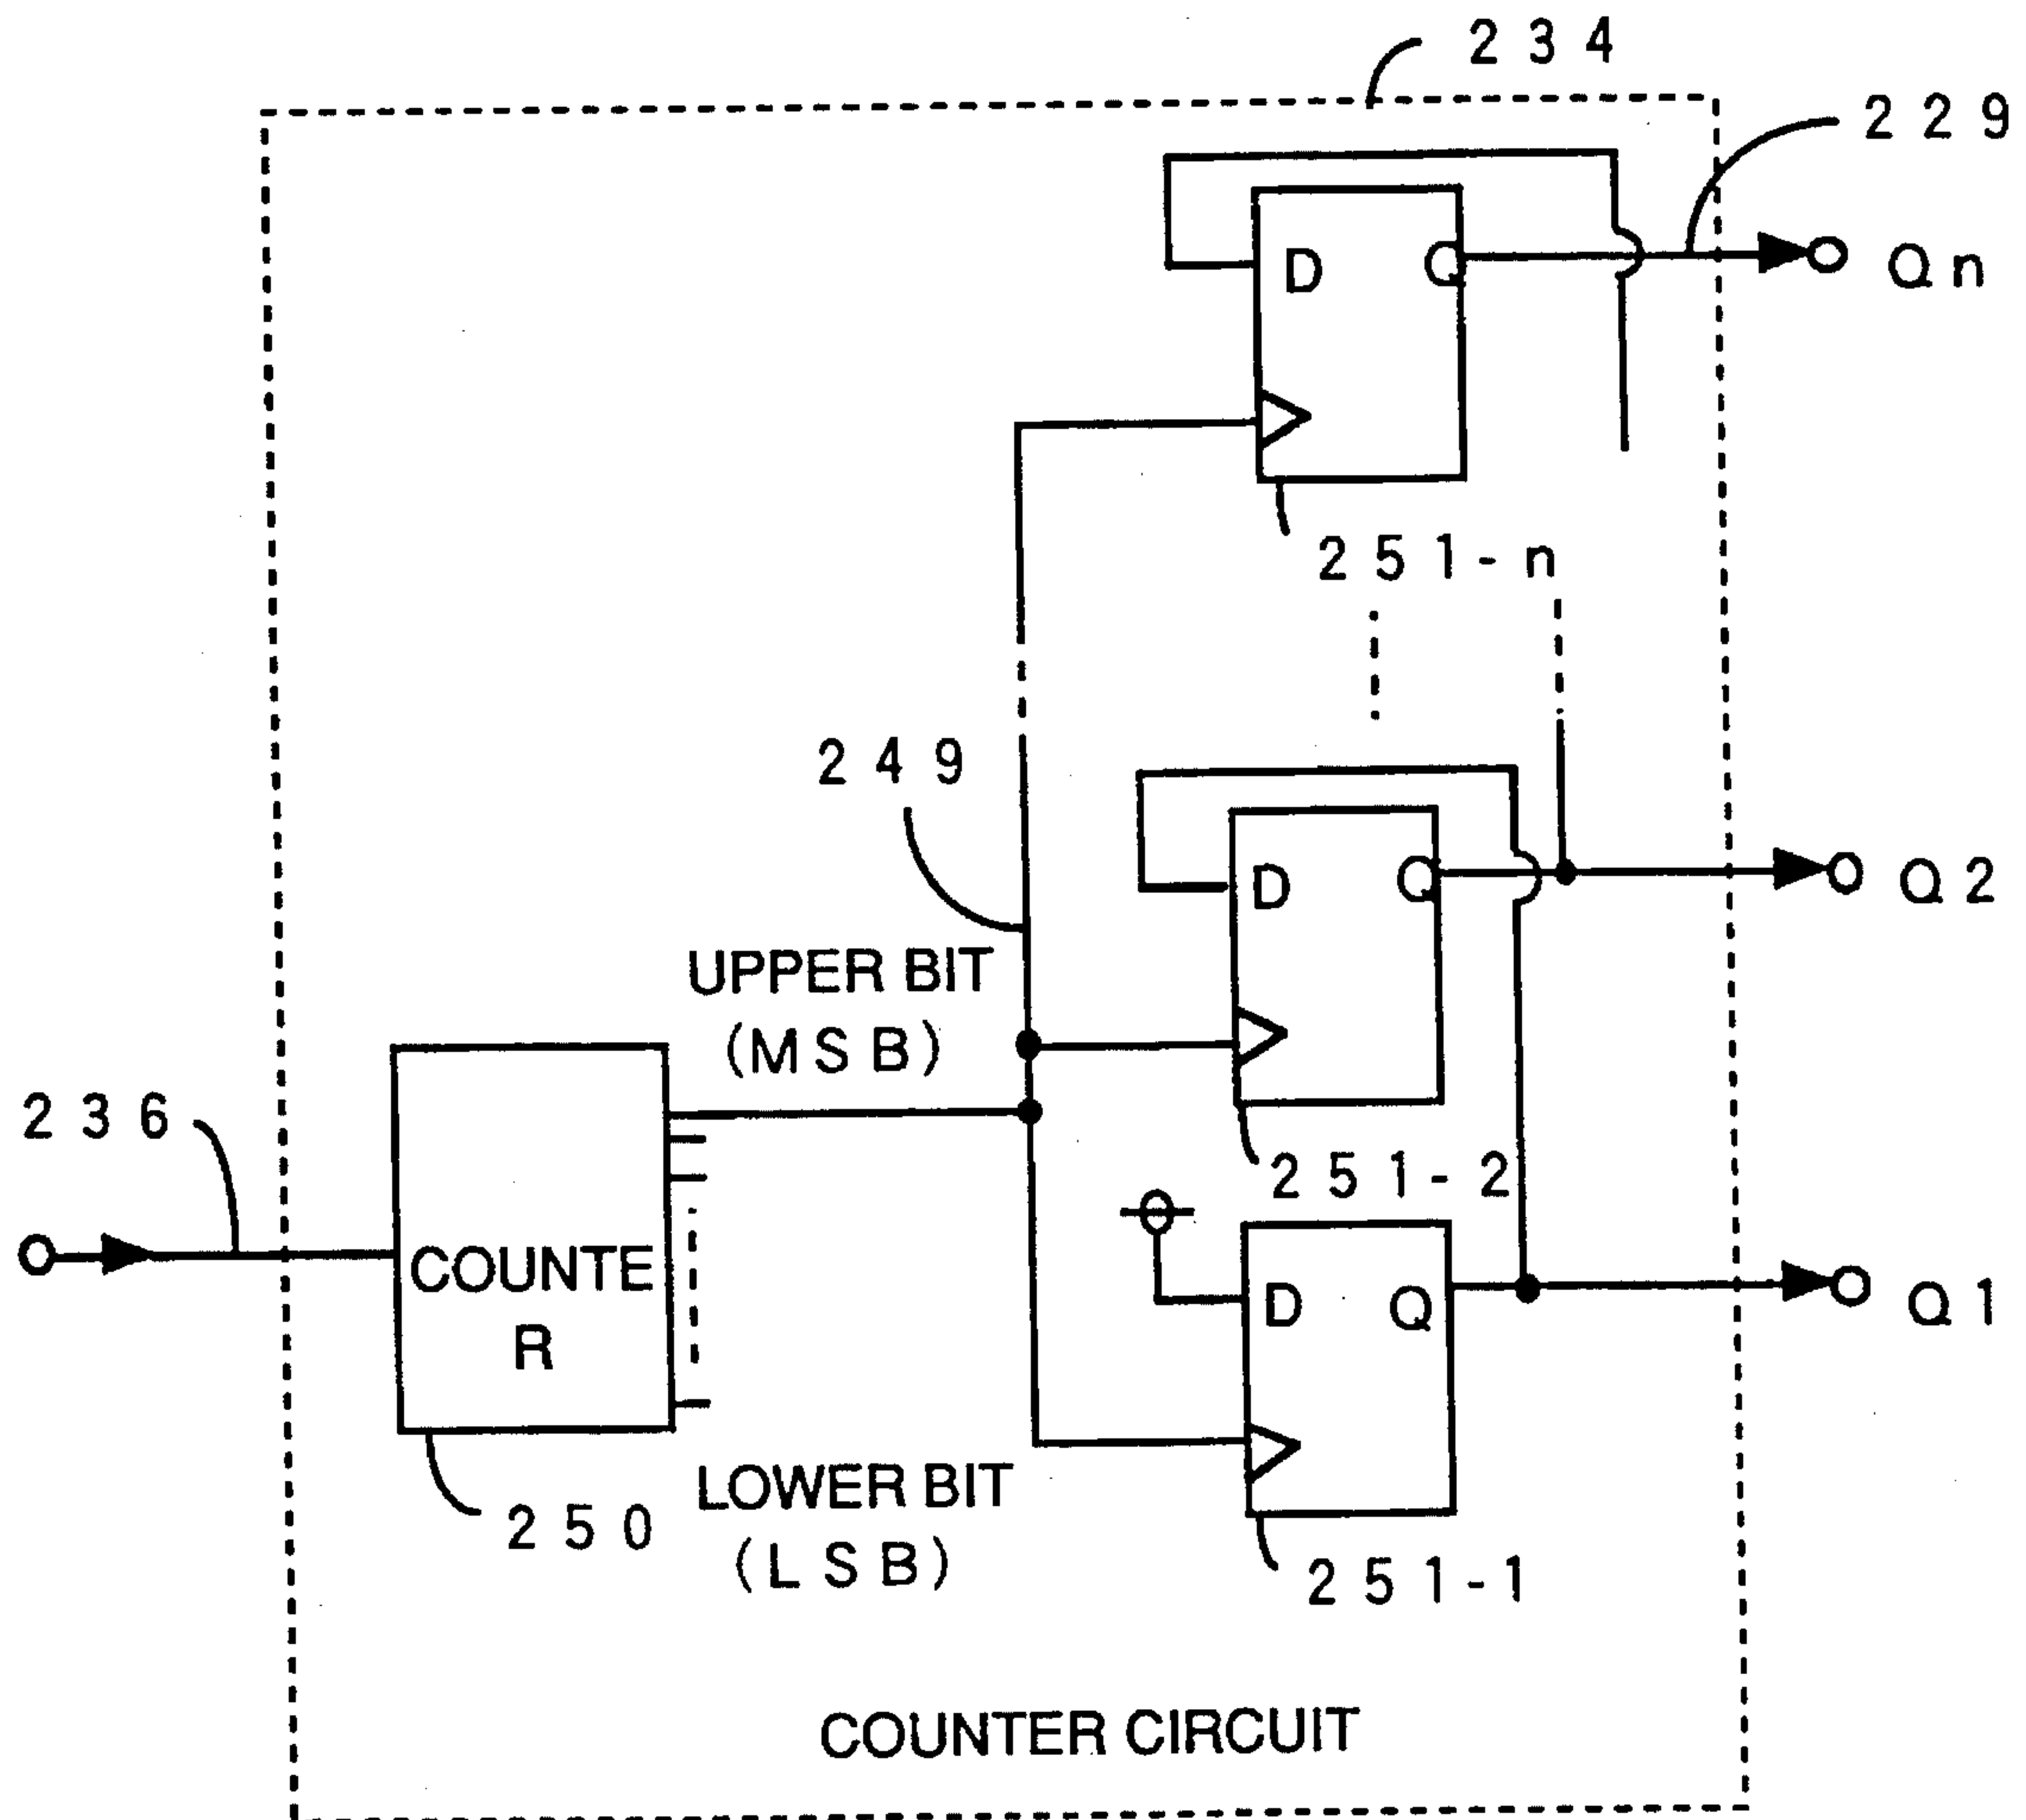 2 3 4
2 2 9
D Q
Q n
2 5 1 - n
2 4 9
D Q
Q 2
UPPER BIT
(M S B)
2 3 6
2 5 1 - 2
COUNTE
R
D Q
Q 1
LOWER BIT
(L S B)
2 5 0
2 5 1 - 1
COUNTER CIRCUIT